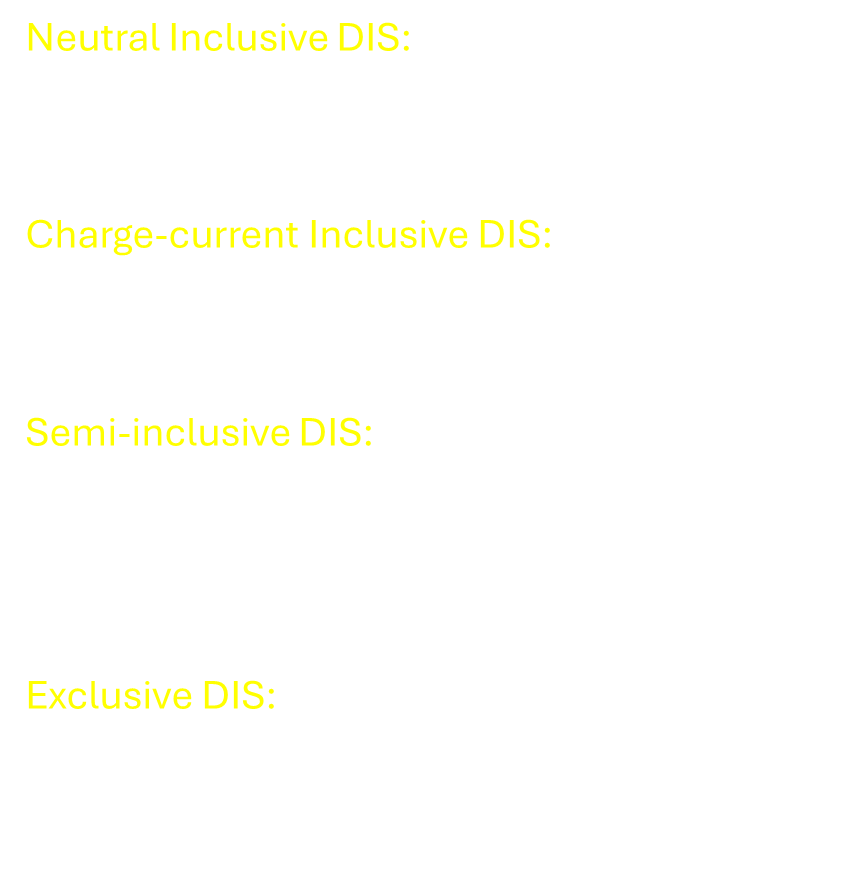 Neutral Inclusive DIS:
Charge-current Inclusive DIS:
Semi-inclusive DIS:
Exclusive DIS: